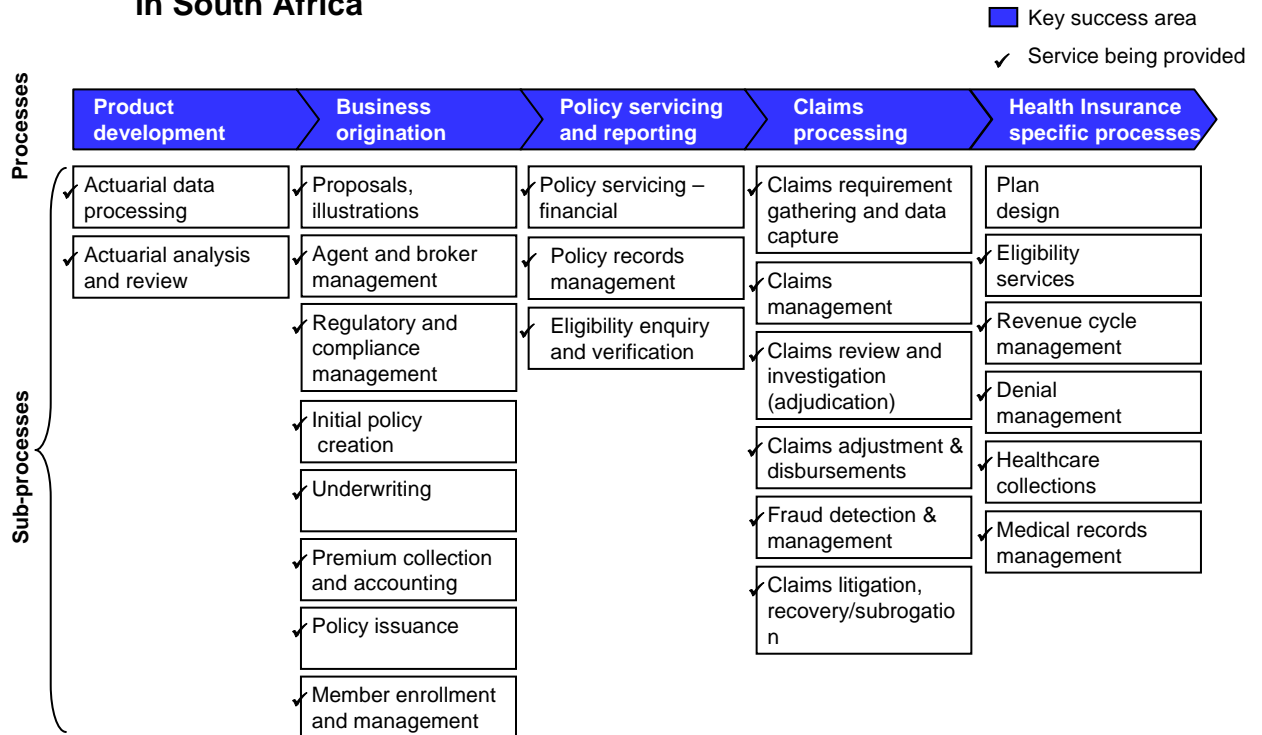 in South Africa
Key success area
Service being provided
Processes
Product
development
Business
origination
Policy servicing
and reporting
Claims
processing
Health Insurance
specific processes
Sub-processes
Actuarial data
processing
Actuarial analysis
and review
Proposals,
illustrations
Agent and broker
management
Regulatory and
compliance
management
Initial policy
creation
Underwriting
Premium collection
and accounting
Policy issuance
Member enrollment
and management
Policy servicing –
financial
Policy records
management
Eligibility enquiry
and verification
Claims requirement
gathering and data
capture
Claims
management
Claims review and
investigation
(adjudication)
Claims adjustment &
disbursements
Fraud detection &
management
Claims litigation,
recovery/subrogatio
n
Plan
design
Eligibility
services
Revenue cycle
management
Denial
management
Healthcare
collections
Medical records
management